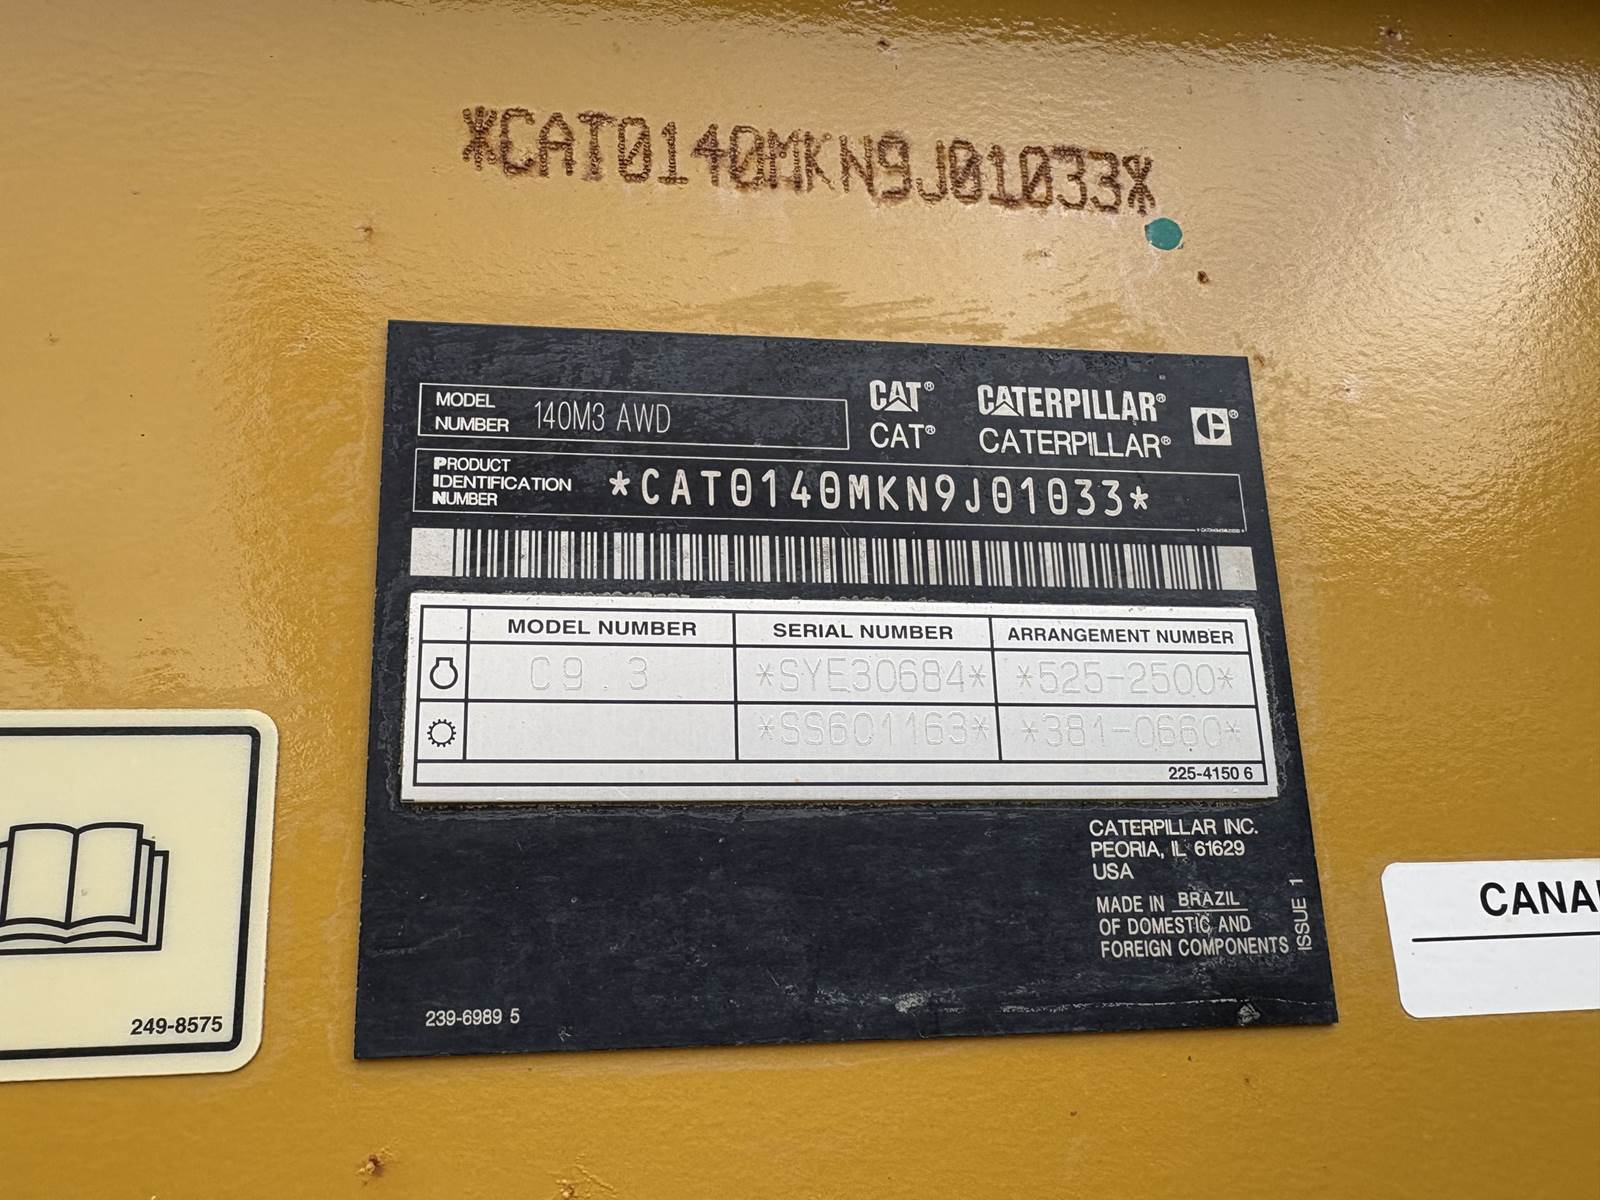 *CAT0140MKN9J01033*
MODEL NUMBER 140M3 AWD
CAT® CATERPILLAR®
CAT® CATERPILLAR®
PRODUCT IDENTIFICATION NUMBER *CAT0140MKN9J01033*
MODEL NUMBER SERIAL NUMBER ARRANGEMENT NUMBER
C9.3 *SYE30684* *525-2500*
*SS601163* *381-0660*
225-4150 6
CATERPILLAR INC.
PEORIA, IL 61629
USA
MADE IN BRAZIL
OF DOMESTIC AND
FOREIGN COMPONENTS
ISSUE 1
239-6989 5
249-8575